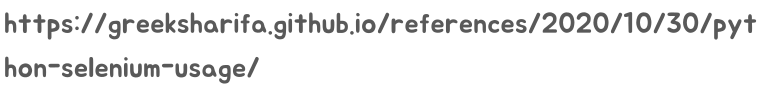 https://greeksharifa.github.io/references/2020/10/30/pyt
hon-selenium-usage/